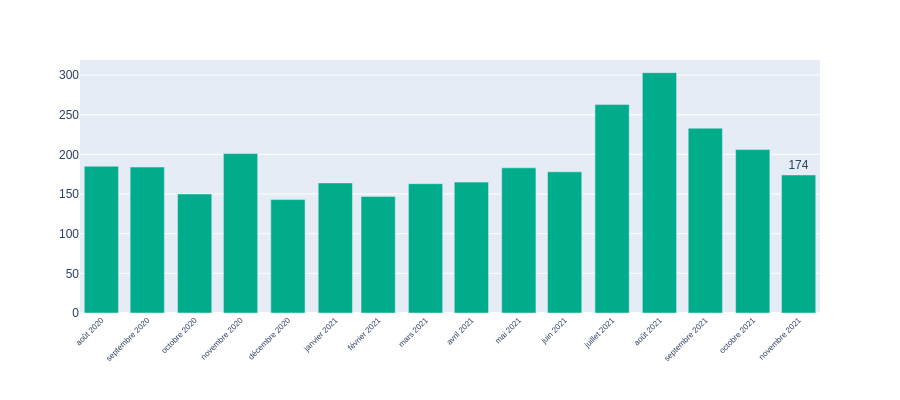 300
250
200
150
100
50
0
174
août 2020
septembre 2020
octobre 2020
novembre 2020
décembre 2020
janvier 2021
février 2021
mars 2021
avril 2021
mai 2021
juin 2021
juillet 2021
août 2021
septembre 2021
octobre 2021
novembre 2021